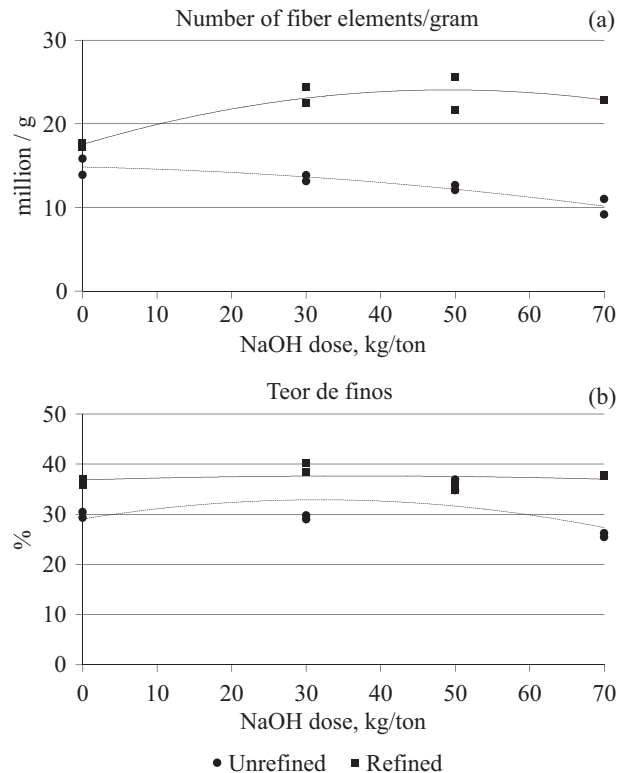 Number of fiber elements/gram
(a)
million / g
30
20
10
0
0 10 20 30 40 50 60 70
NaOH dose, kg/ton
Teor de finos
(b)
%
50
40
30
20
10
0
0 10 20 30 40 50 60 70
NaOH dose, kg/ton
Unrefined Refined